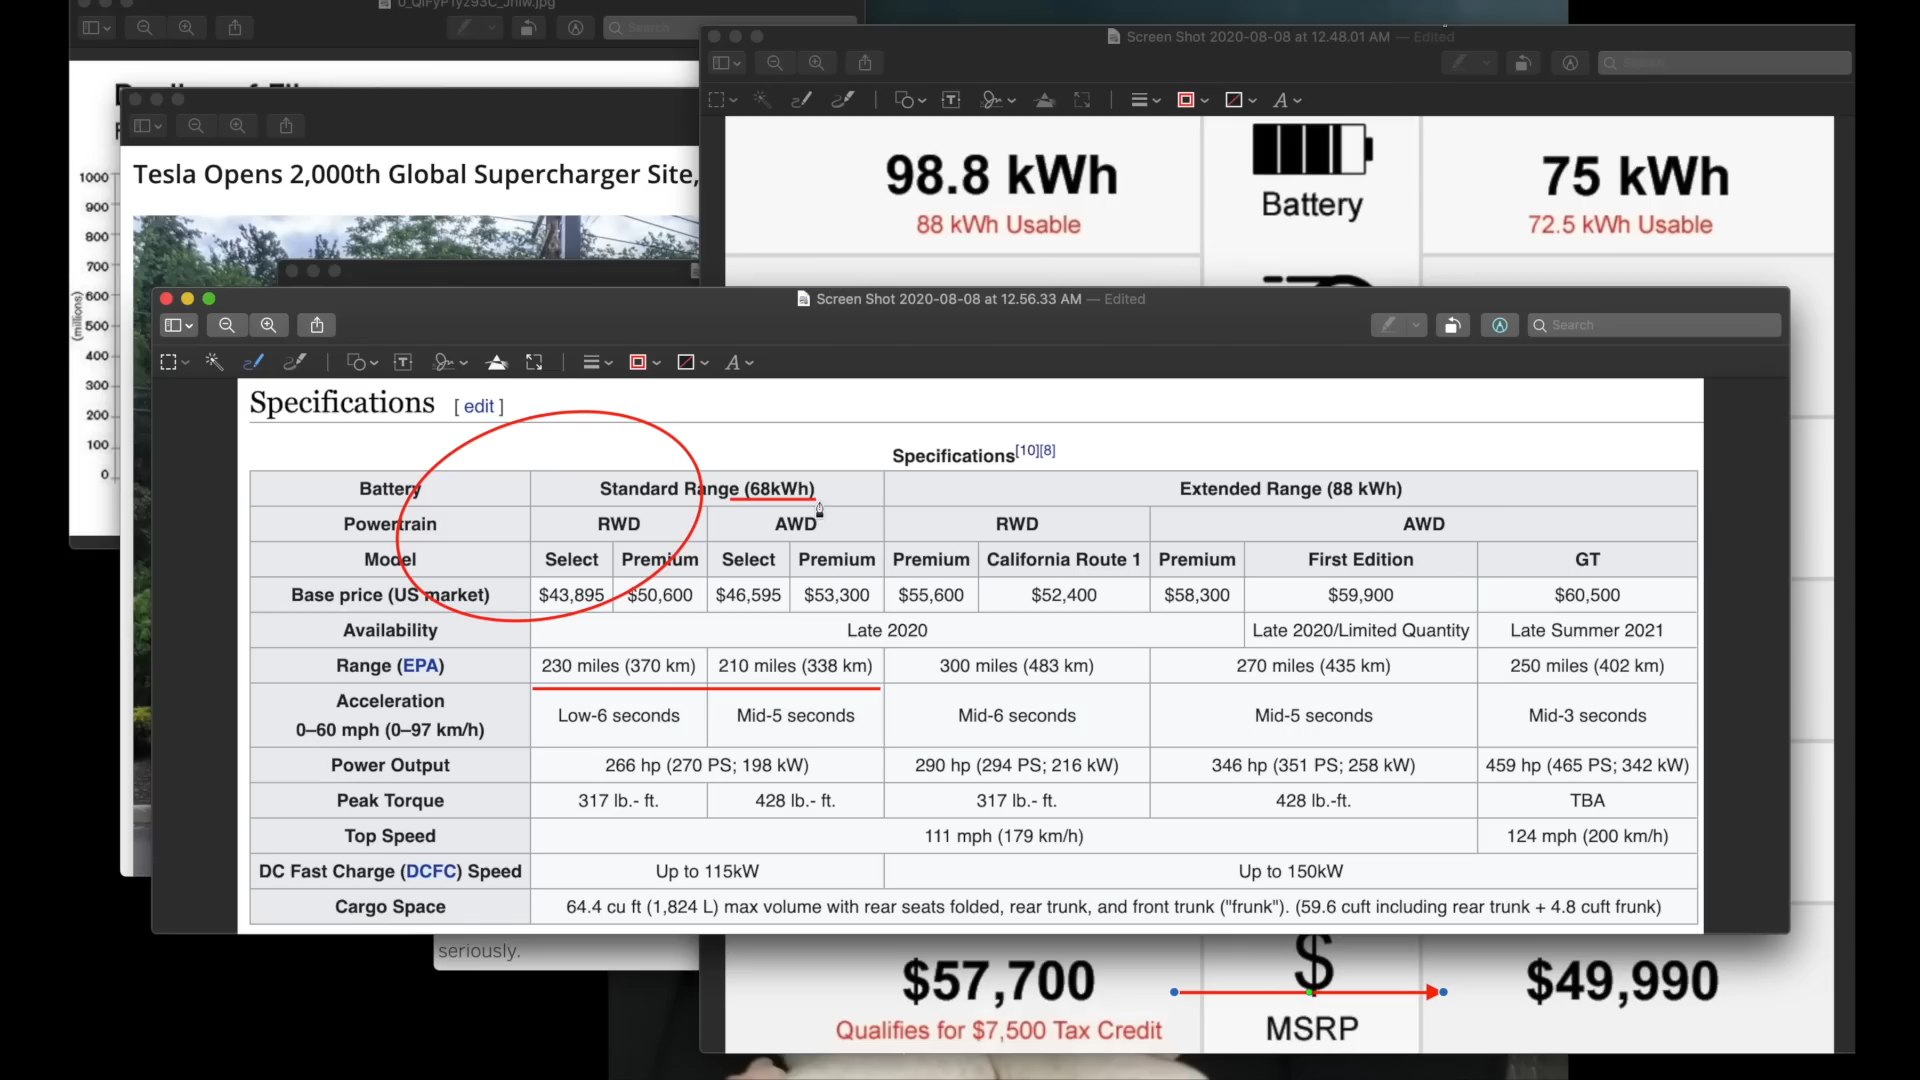 0_QIFyP1yz93C_Jhiw.jpg
Search
Screen Shot 2020-08-08 at 12.48.01 AM — Edited
1000
900
800
700
600
500
400
300
200
100
0
(millions)
Tesla Opens 2,000th Global Supercharger Site,
98.8 kWh
88 kWh Usable
Battery
75 kWh
72.5 kWh Usable
Screen Shot 2020-08-08 at 12.56.33 AM — Edited
Search
Specifications [ edit ]
Specifications[10][8]
Battery Standard Range (68kWh) Extended Range (88 kWh)
Powertrain RWD AWD RWD AWD
Model Select Premium Select Premium Premium California Route 1 Premium First Edition GT
Base price (US market) $43,895 $50,600 $46,595 $53,300 $55,600 $52,400 $58,300 $59,900 $60,500
Availability Late 2020 Late 2020/Limited Quantity Late Summer 2021
Range (EPA) 230 miles (370 km) 210 miles (338 km) 300 miles (483 km) 270 miles (435 km) 250 miles (402 km)
Acceleration
0–60 mph (0–97 km/h) Low-6 seconds Mid-5 seconds Mid-6 seconds Mid-5 seconds Mid-3 seconds
Power Output 266 hp (270 PS; 198 kW) 290 hp (294 PS; 216 kW) 346 hp (351 PS; 258 kW) 459 hp (465 PS; 342 kW)
Peak Torque 317 lb.- ft. 428 lb.- ft. 317 lb.- ft. 428 lb.-ft. TBA
Top Speed 111 mph (179 km/h) 124 mph (200 km/h)
DC Fast Charge (DCFC) Speed Up to 115kW Up to 150kW
Cargo Space 64.4 cu ft (1,824 L) max volume with rear seats folded, rear trunk, and front trunk ("frunk"). (59.6 cuft including rear trunk + 4.8 cuft frunk)
seriously.
$57,700
Qualifies for $7,500 Tax Credit
$
MSRP
$49,990